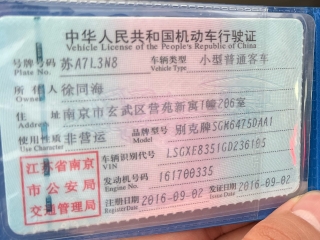 中华人民共和国机动车行驶证
Vehicle License of the People's Republic of China
号牌号码 苏A7L3N8 车辆类型 小型普通客车
Plate No. Vehicle Type
所有人 徐同海
Owner
住址 南京市玄武区营苑新寓1幢206室
Address
使用性质 非营运 品牌型号 别克牌SGM6475DAA1
Use Character Model
江苏省南京市公安局交通管理局
车辆识别代号 LSGXE8351GD236105
VIN
发动机号码 161700335
Engine No.
注册日期 2016-09-02 发证日期 2016-09-02
Register Date Issue Date